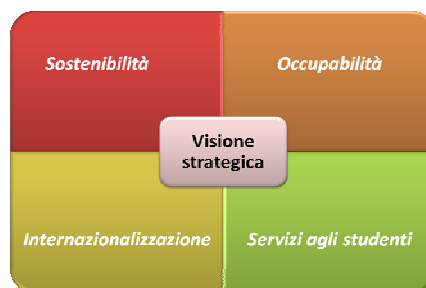 Sostenibilità
Occupabilità
Visione
strategica
Internazionalizzazione
Servizi agli studenti